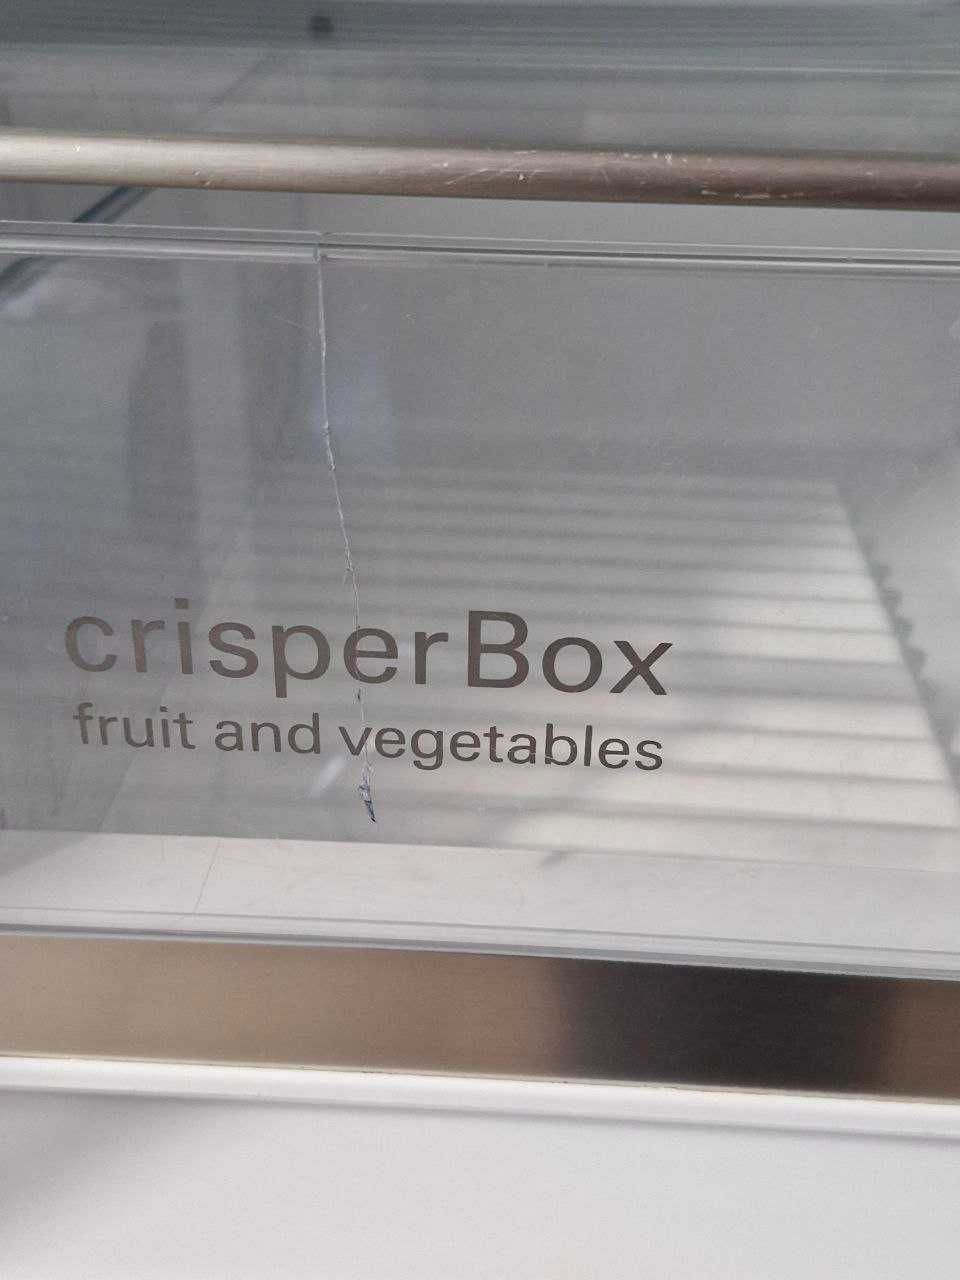 crisperBox
fruit and vegetables